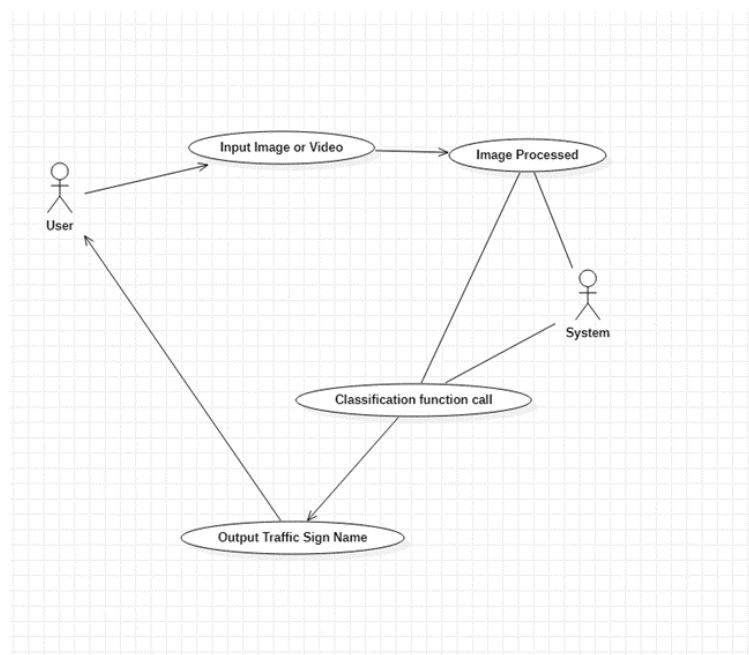 Input Image or Video
Image Processed
User
System
Classification function call
Output Traffic Sign Name